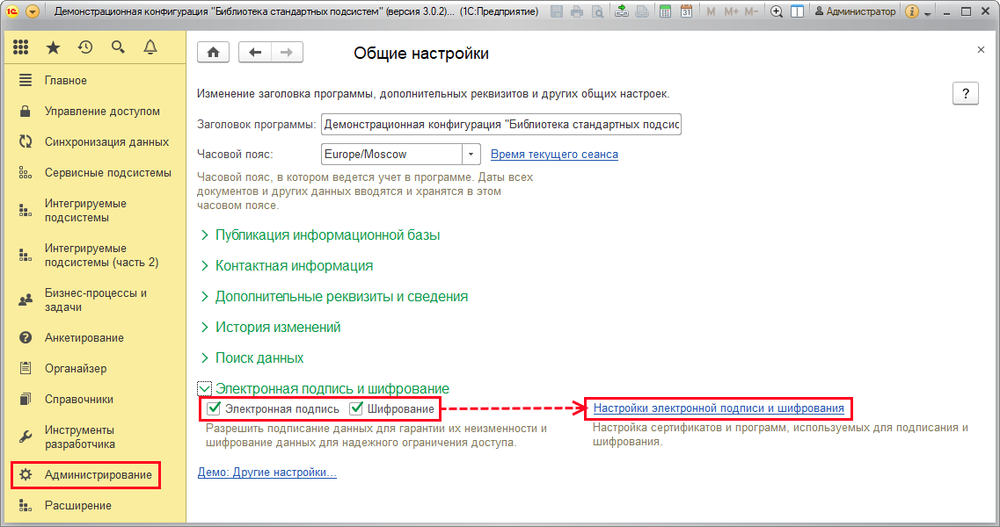 Демонстрационная конфигурация "Библиотека стандартных подсистем" (версия 3.0.2)... (1С:Предприятие)
31
M M+ M-
Администратор
Главное
Управление доступом
Синхронизация данных
Сервисные подсистемы
Интегрируемые
подсистемы
Интегрируемые
подсистемы (часть 2)
Бизнес-процессы и
задачи
Анкетирование
Органайзер
Справочники
Инструменты
разработчика
Администрирование
Расширение
Общие настройки
Изменение заголовка программы, дополнительных реквизитов и других общих настроек.
?
Заголовок программы: Демонстрационная конфигурация "Библиотека стандартных подсис
Часовой пояс: Europe/Moscow Время текущего сеанса
Часовой пояс, в котором ведется учет в программе. Даты всех
документов и других данных вводятся и хранятся в этом
часовом поясе.
Публикация информационной базы
Контактная информация
Дополнительные реквизиты и сведения
История изменений
Поиск данных
Электронная подпись и шифрование
Электронная подпись Шифрование Настройки электронной подписи и шифрования
Разрешить подписание данных для гарантии их неизменности и
шифрование данных для надежного ограничения доступа.
Настройка сертификатов и программ, используемых для подписания и
шифрования.
Демо: Другие настройки...